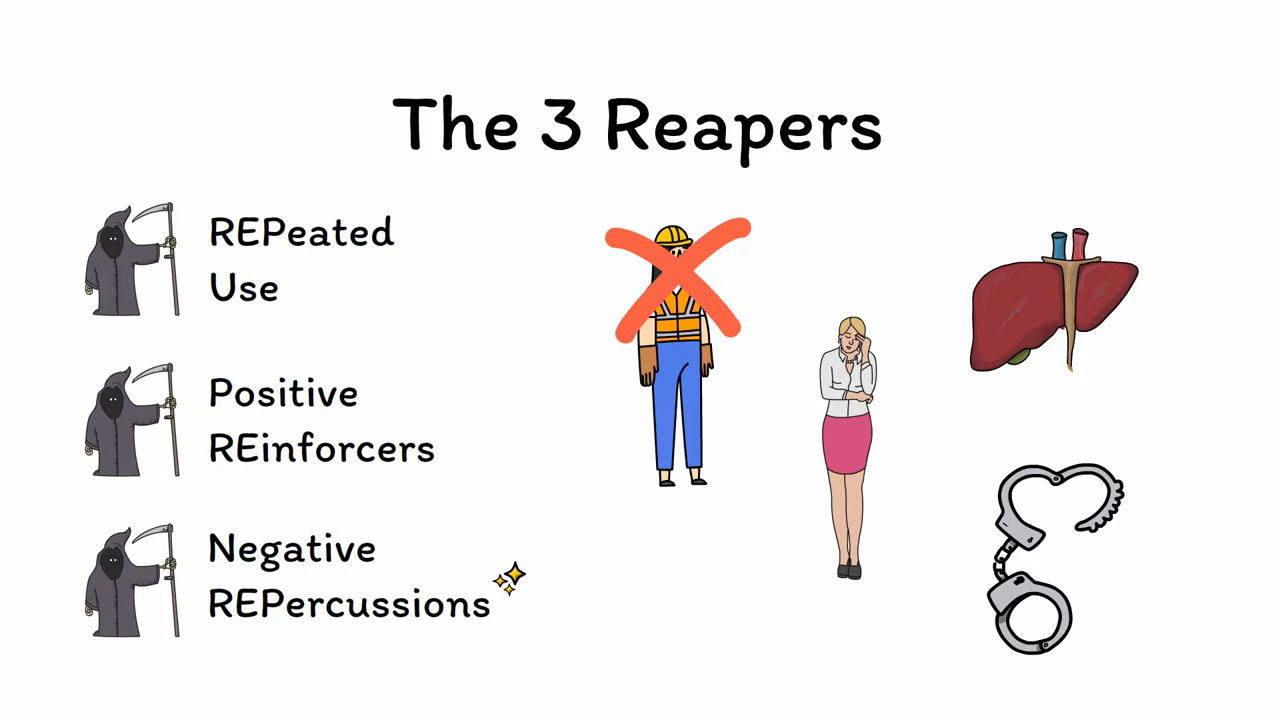 The 3 Reapers
REPeated
Use
Positive
REinforcers
Negative
REPercussions